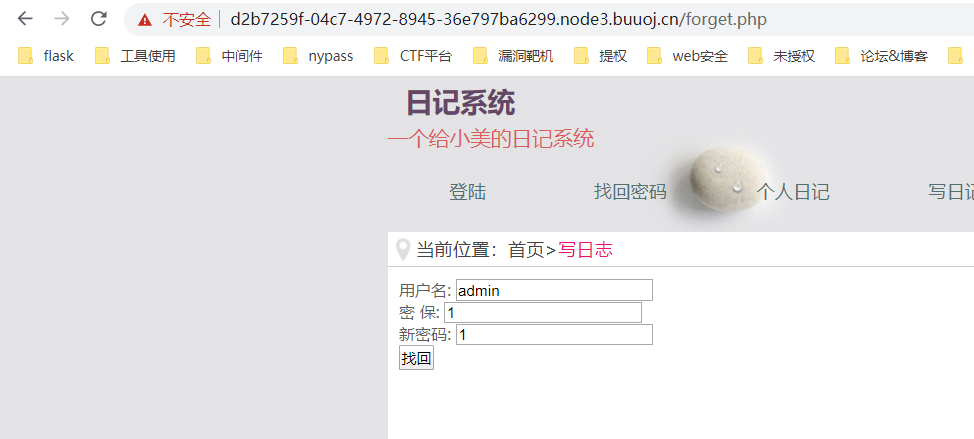 不安全 d2b7259f-04c7-4972-8945-36e797ba6299.node3.buuoj.cn/forget.php
flask 工具使用 中间件 nypass CTF平台 漏洞靶机 提权 web安全 未授权 论坛&博客
日记系统
一个给小美的日记系统
登陆 找回密码 个人日记 写日记
当前位置：首页>写日志
用户名: admin
密 保: 1
新密码: 1
找回